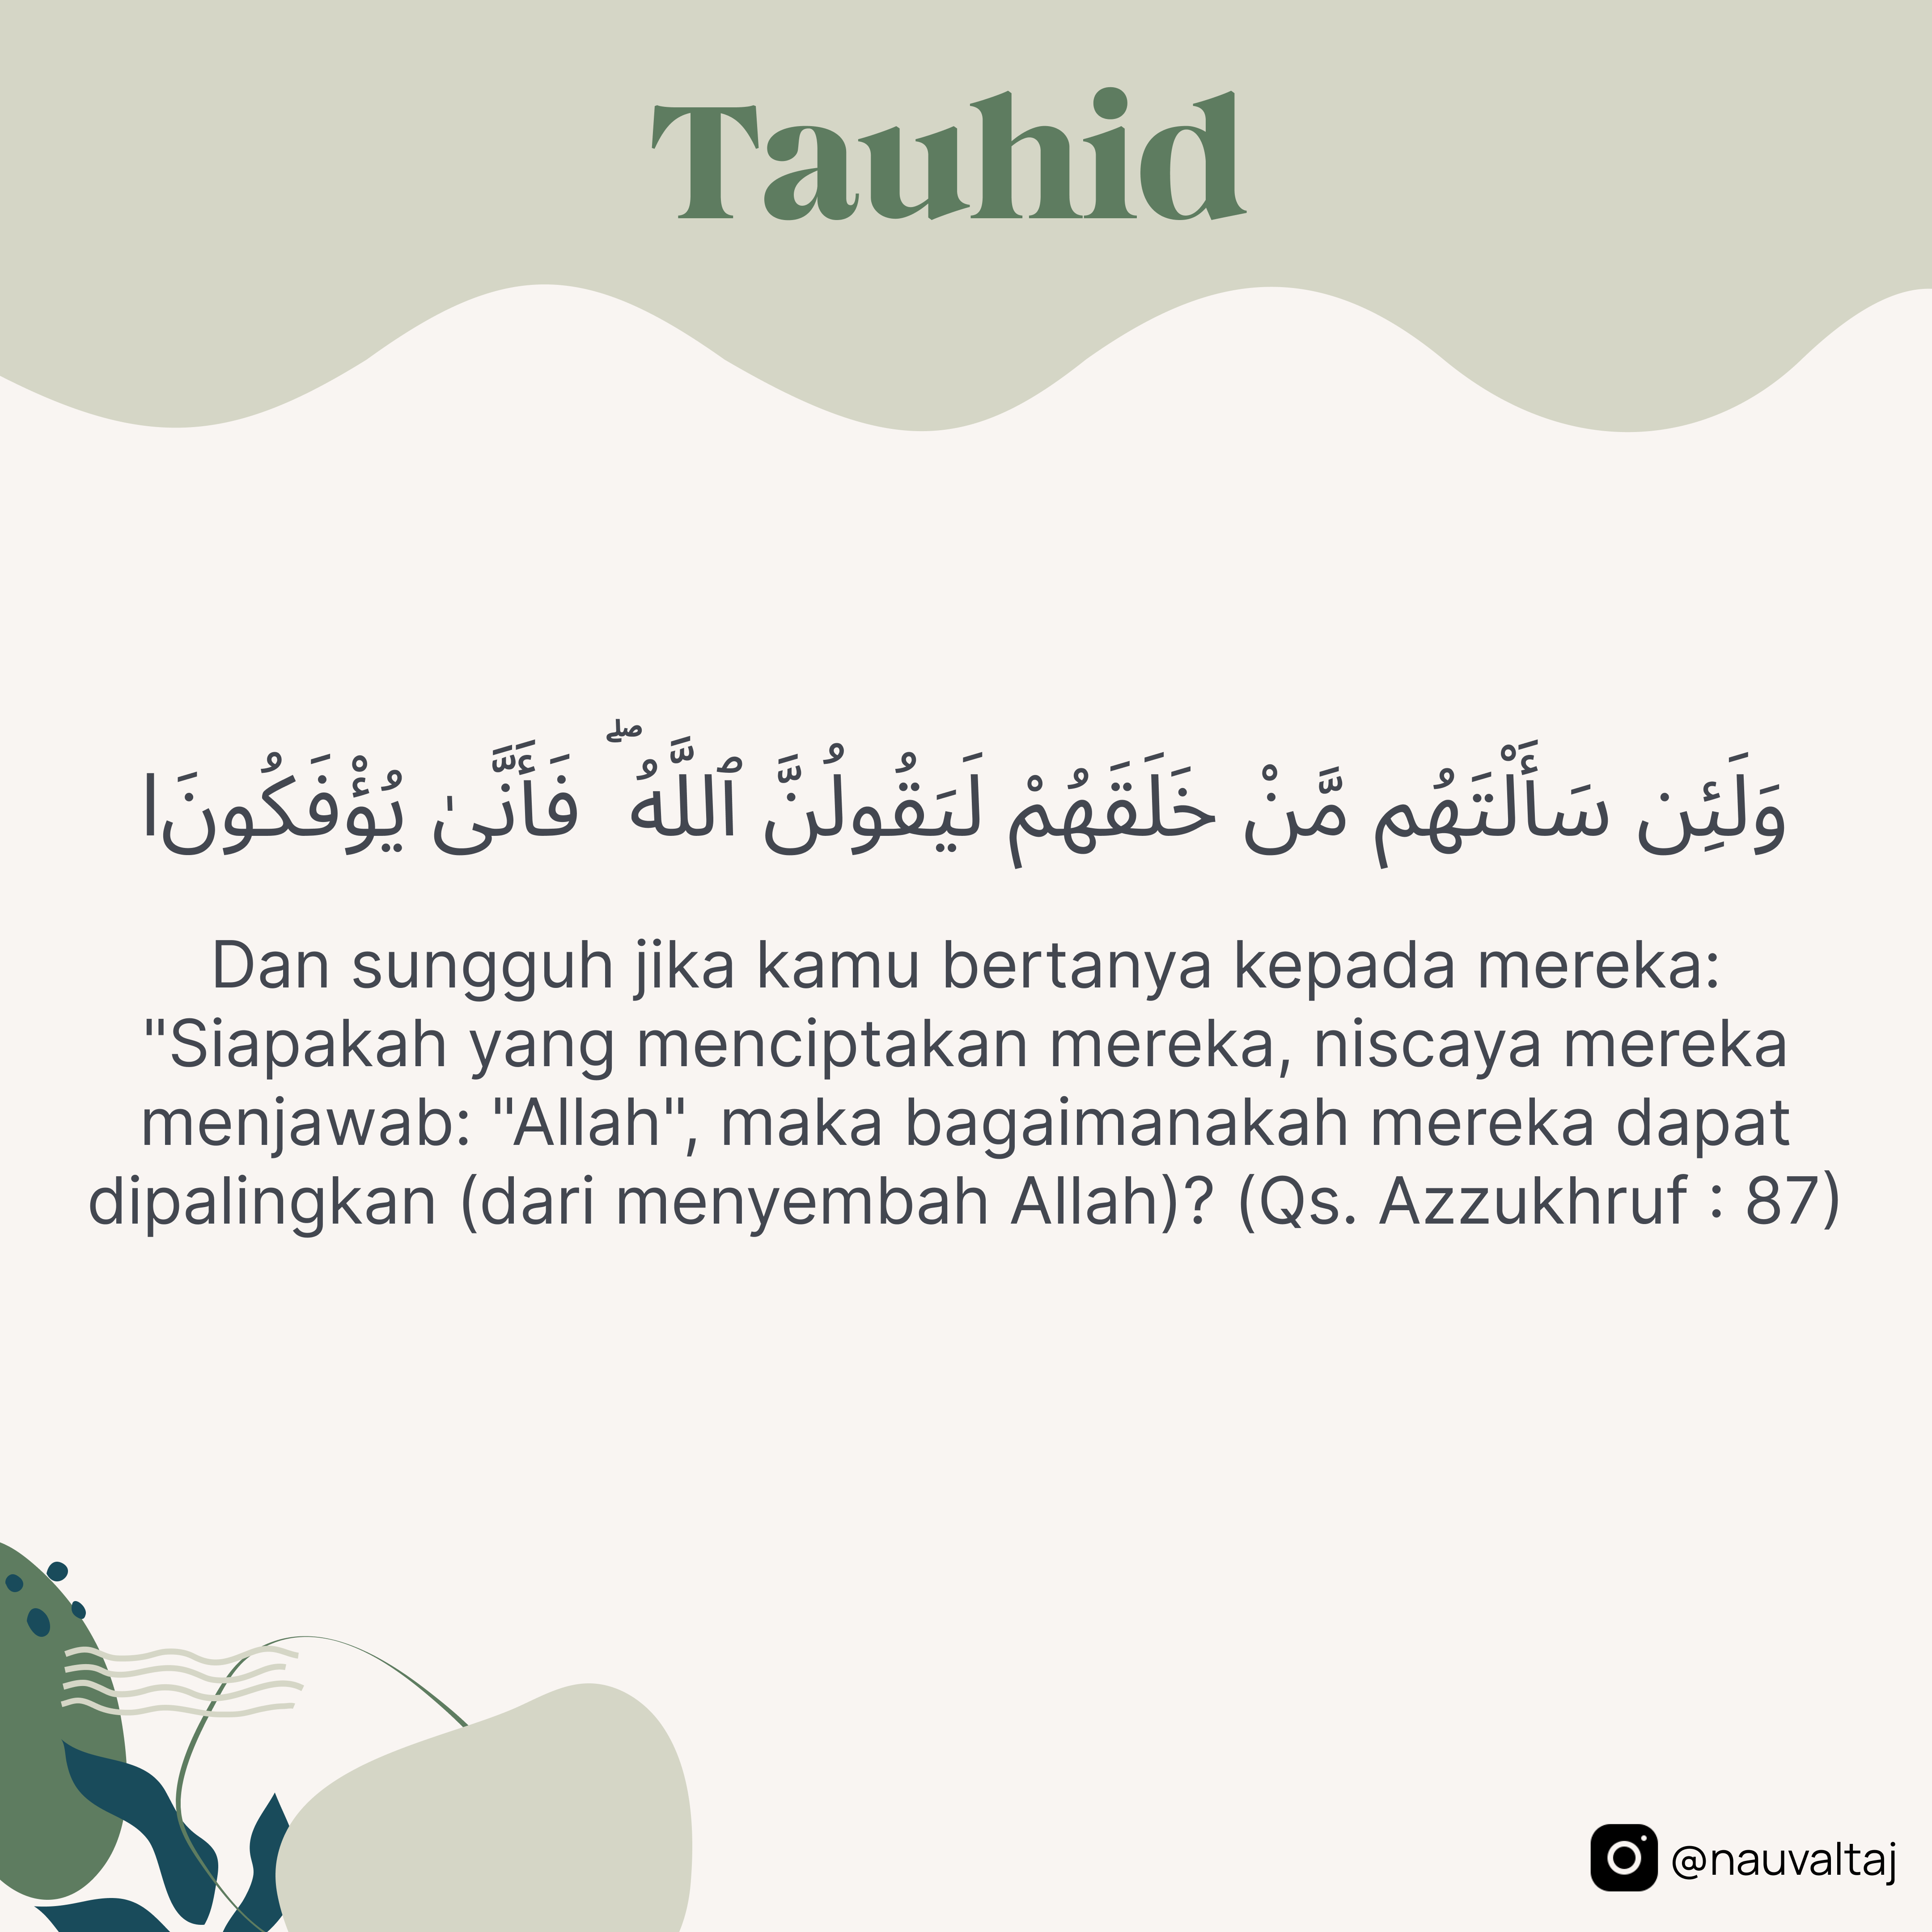 Tauhid
وَلَئِن سَأَلْتَهُم مَّنْ خَلَقَهُمْ لَيَقُولُنَّ ٱللَّهُ ۖ فَأَنَّىٰ يُؤْفَكُونَا
Dan sungguh jika kamu bertanya kepada mereka:
"Siapakah yang menciptakan mereka, niscaya mereka
menjawab: "Allah", maka bagaimanakah mereka dapat
dipalingkan (dari menyembah Allah)? (Qs. Azzukhruf : 87)
@nauvaltaj